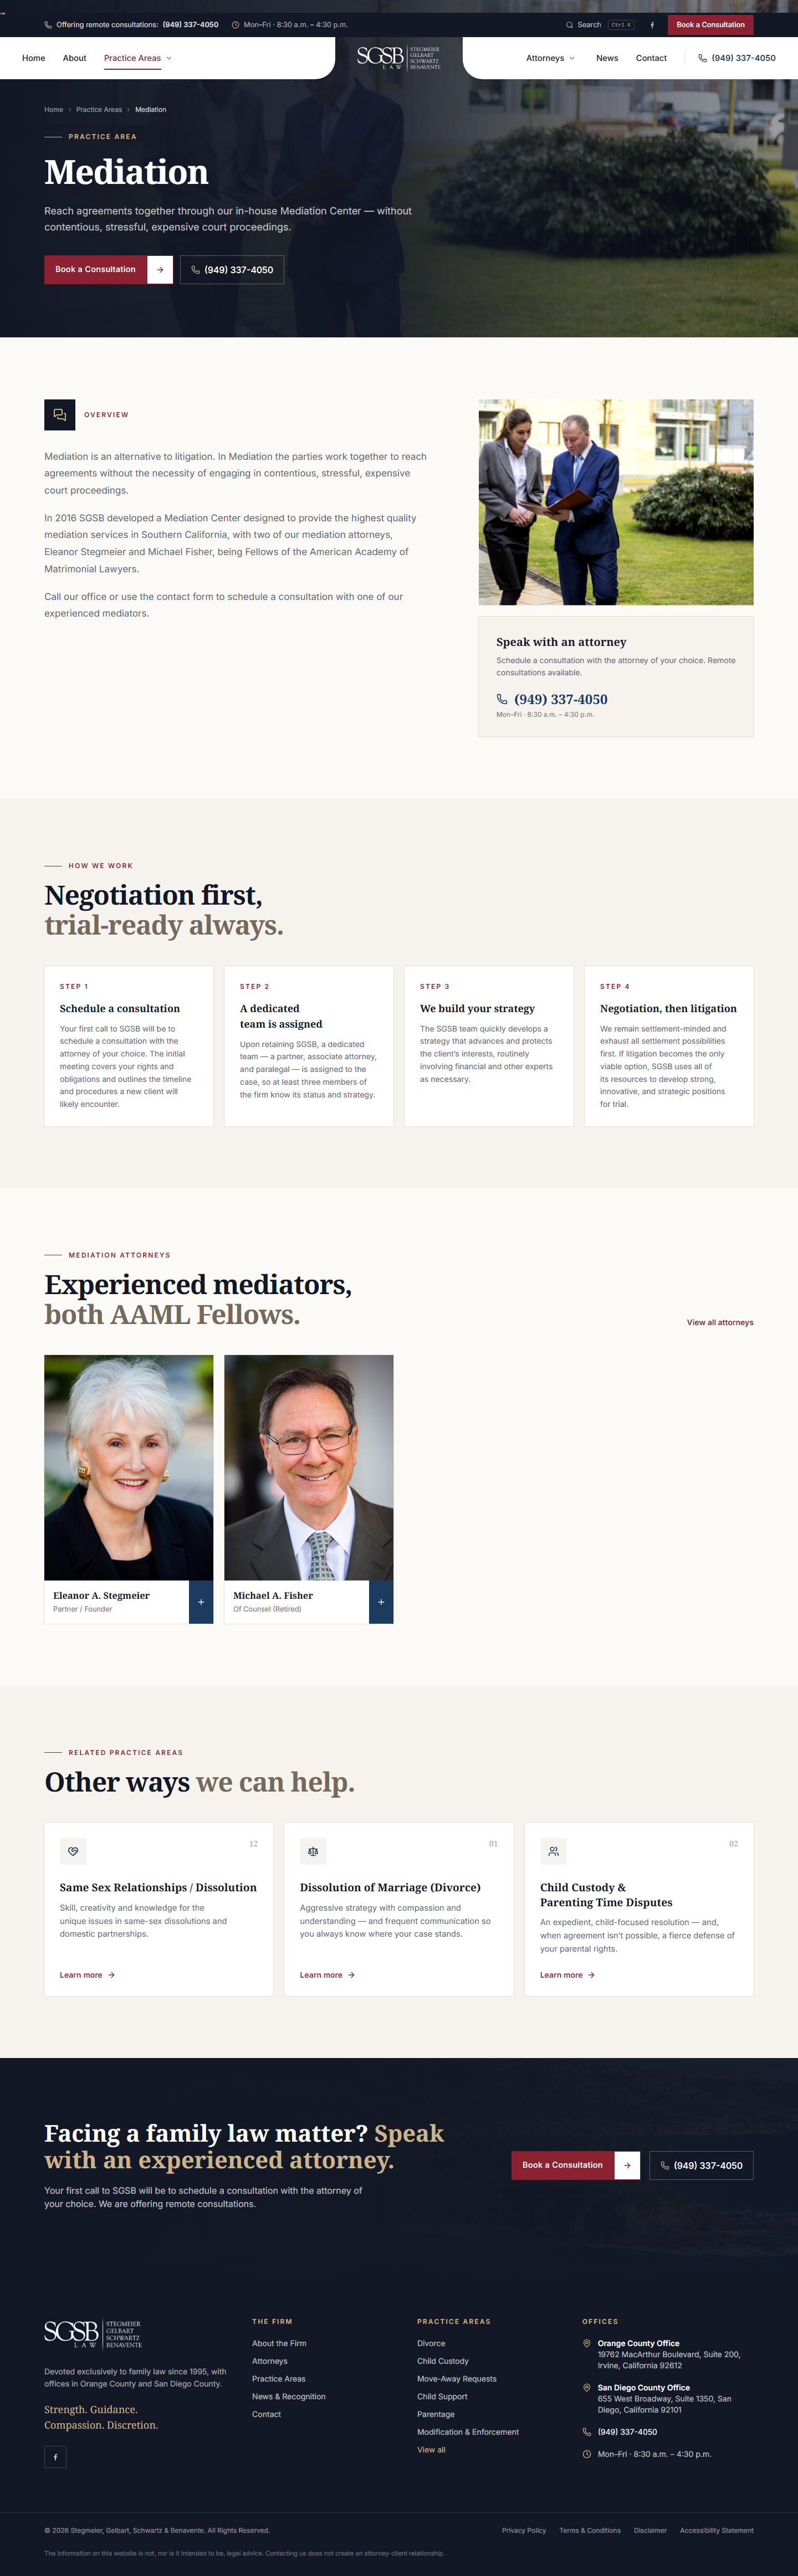 Offering remote consultations: (949) 337-4050
Mon–Fri · 8:30 a.m. – 4:30 p.m.
Search Ctrl K
f
Book a Consultation
Home About Practice Areas
SGSB LAW
STEGMEIER
GELBART
SCHWARTZ
BENAVENTE
Attorneys News Contact (949) 337-4050
Home > Practice Areas > Mediation
PRACTICE AREA
Mediation
Reach agreements together through our in-house Mediation Center — without
contentious, stressful, expensive court proceedings.
Book a Consultation → (949) 337-4050
OVERVIEW
Mediation is an alternative to litigation. In Mediation the parties work together to reach
agreements without the necessity of engaging in contentious, stressful, expensive
court proceedings.
In 2016 SGSB developed a Mediation Center designed to provide the highest quality
mediation services in Southern California, with two of our mediation attorneys,
Eleanor Stegmeier and Michael Fisher, being Fellows of the American Academy of
Matrimonial Lawyers.
Call our office or use the contact form to schedule a consultation with one of our
experienced mediators.
Speak with an attorney
Schedule a consultation with the attorney of your choice. Remote
consultations available.
(949) 337-4050
Mon–Fri · 8:30 a.m. – 4:30 p.m.
HOW WE WORK
Negotiation first,
trial-ready always.
STEP 1
Schedule a consultation
Your first call to SGSB will be to
schedule a consultation with the
attorney of your choice. The initial
meeting covers your rights and
obligations and outlines the timeline
and procedures a new client will
likely encounter.
STEP 2
A dedicated
team is assigned
Upon retaining SGSB, a dedicated
team — a partner, associate attorney,
and paralegal — is assigned to the
case, so at least three members of
the firm know its status and strategy.
STEP 3
We build your strategy
The SGSB team quickly develops a
strategy that advances and protects
the client's interests, routinely
involving financial and other experts
as necessary.
STEP 4
Negotiation, then litigation
We remain settlement-minded and
exhaust all settlement possibilities
first. If litigation becomes the only
viable option, SGSB uses all of
its resources to develop strong,
innovative, and strategic positions
for trial.
MEDIATION ATTORNEYS
Experienced mediators,
both AAML Fellows.
View all attorneys
Eleanor A. Stegmeier
Partner / Founder
+
Michael A. Fisher
Of Counsel (Retired)
+
RELATED PRACTICE AREAS
Other ways we can help.
12
Same Sex Relationships / Dissolution
Skill, creativity and knowledge for the
unique issues in same-sex dissolutions and
domestic partnerships.
Learn more →
01
Dissolution of Marriage (Divorce)
Aggressive strategy with compassion and
understanding — and frequent communication so
you always know where your case stands.
Learn more →
02
Child Custody &
Parenting Time Disputes
An expedient, child-focused resolution — and,
when agreement isn't possible, a fierce defense of
your parental rights.
Learn more →
Facing a family law matter? Speak
with an experienced attorney.
Your first call to SGSB will be to schedule a consultation with the attorney of
your choice. We are offering remote consultations.
Book a Consultation → (949) 337-4050
SGSB LAW
STEGMEIER
GELBART
SCHWARTZ
BENAVENTE
Devoted exclusively to family law since 1995, with
offices in Orange County and San Diego County.
Strength. Guidance.
Compassion. Discretion.
f
THE FIRM
About the Firm
Attorneys
Practice Areas
News & Recognition
Contact
PRACTICE AREAS
Divorce
Child Custody
Move-Away Requests
Child Support
Parentage
Modification & Enforcement
View all
OFFICES
Orange County Office
19762 MacArthur Boulevard, Suite 200,
Irvine, California 92612
San Diego County Office
655 West Broadway, Suite 1350, San
Diego, California 92101
(949) 337-4050
Mon–Fri · 8:30 a.m. – 4:30 p.m.
© 2026 Stegmeier, Gelbart, Schwartz & Benavente. All Rights Reserved.
Privacy Policy Terms & Conditions Disclaimer Accessibility Statement
The information on this website is not, nor is it intended to be, legal advice. Contacting us does not create an attorney-client relationship.